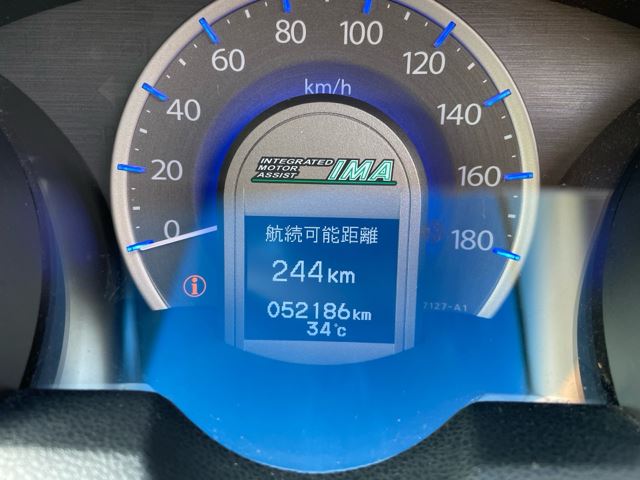 0
20
40
60
80
100
120
140
160
180
km/h
INTEGRATED
MOTOR
ASSIST
IMA
航続可能距離
244km
052186km
34℃
i
7127-A1